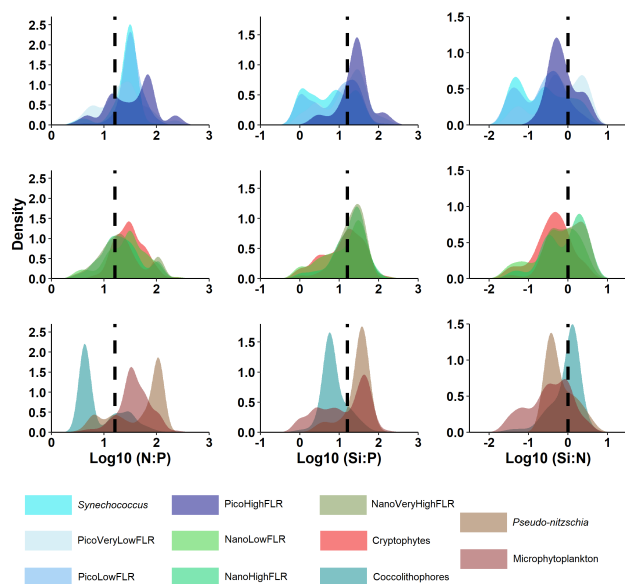 2.5
2.0
1.5
1.0
0.5
0.0
0 1 2 3
1.5
1.0
0.5
0.0
-1 0 1 2 3
1.5
1.0
0.5
0.0
-2 -1 0 1
Density
2.5
2.0
1.5
1.0
0.5
0.0
0 1 2 3
1.5
1.0
0.5
0.0
-1 0 1 2 3
1.5
1.0
0.5
0.0
-2 -1 0 1
2.5
2.0
1.5
1.0
0.5
0.0
0 1 2 3
Log10 (N:P)
1.5
1.0
0.5
0.0
-1 0 1 2 3
Log10 (Si:P)
1.5
1.0
0.5
0.0
-2 -1 0 1
Log10 (Si:N)
Synechococcus
PicoVeryLowFLR
PicoLowFLR
PicoHighFLR
NanoLowFLR
NanoHighFLR
NanoVeryHighFLR
Cryptophytes
Coccolithophores
Pseudo-nitzschia
Microphytoplankton